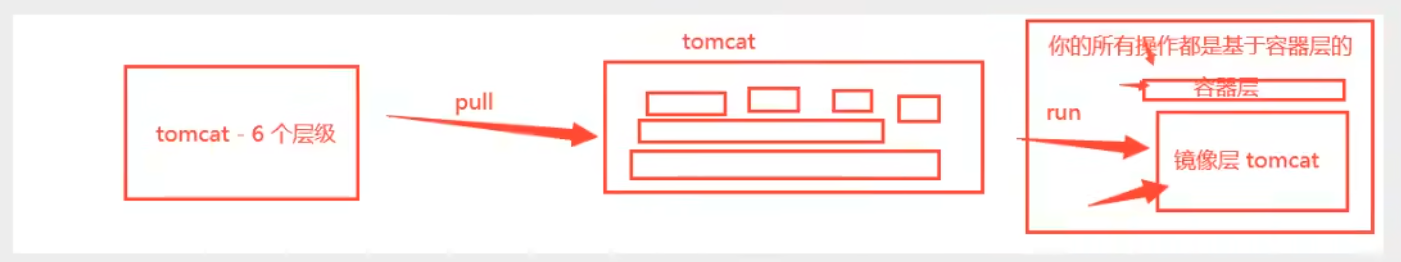 tomcat - 6 个层级
pull
tomcat
run
你的所有操作都是基于容器层的
容器层
镜像层 tomcat